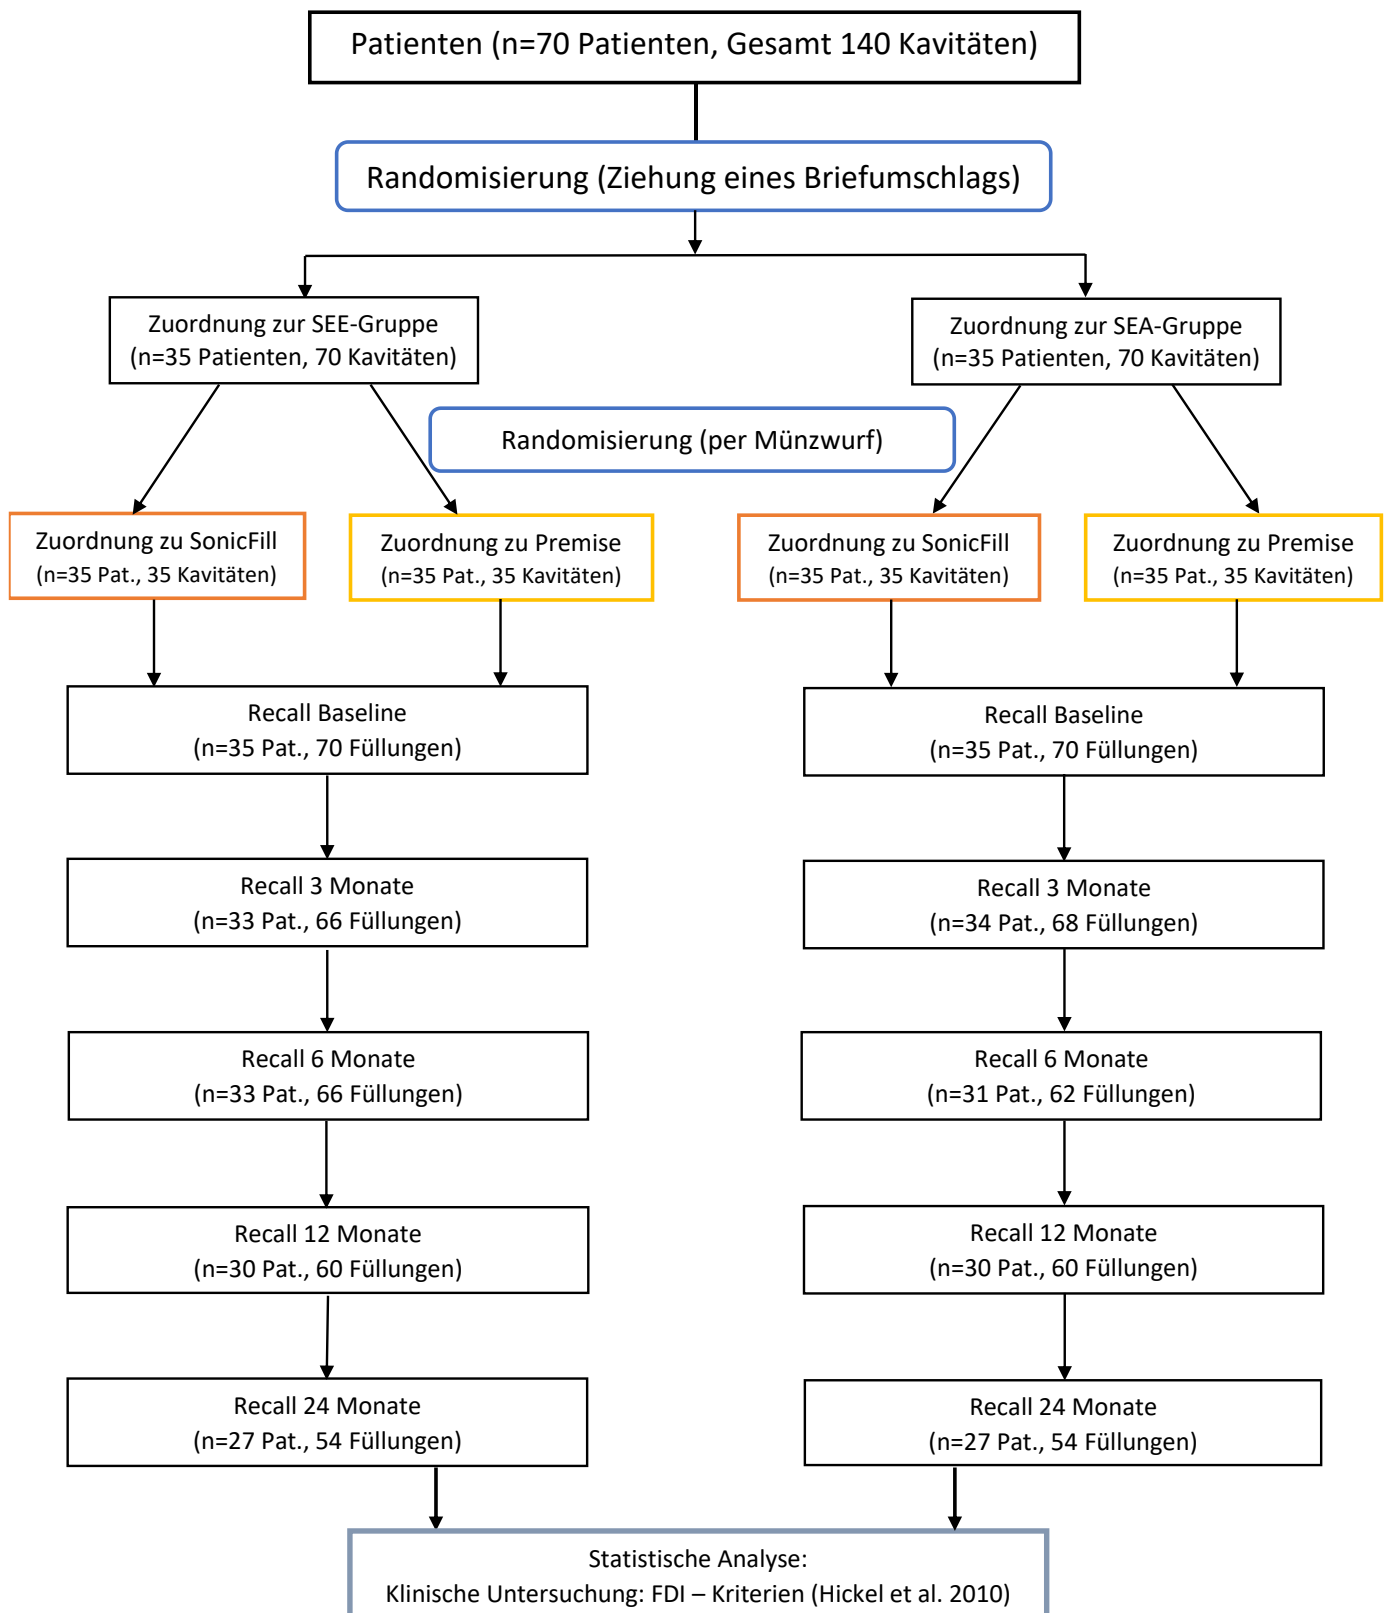 Patienten (n=70 Patienten, Gesamt 140 Kavitäten)
Randomisierung (Ziehung eines Briefumschlags)
Zuordnung zur SEE-Gruppe
(n=35 Patienten, 70 Kavitäten)
Zuordnung zur SEA-Gruppe
(n=35 Patienten, 70 Kavitäten)
Randomisierung (per Münzwurf)
Zuordnung zu SonicFill
(n=35 Pat., 35 Kavitäten)
Zuordnung zu Premise
(n=35 Pat., 35 Kavitäten)
Zuordnung zu SonicFill
(n=35 Pat., 35 Kavitäten)
Zuordnung zu Premise
(n=35 Pat., 35 Kavitäten)
Recall Baseline
(n=35 Pat., 70 Füllungen)
Recall Baseline
(n=35 Pat., 70 Füllungen)
Recall 3 Monate
(n=33 Pat., 66 Füllungen)
Recall 3 Monate
(n=34 Pat., 68 Füllungen)
Recall 6 Monate
(n=33 Pat., 66 Füllungen)
Recall 6 Monate
(n=31 Pat., 62 Füllungen)
Recall 12 Monate
(n=30 Pat., 60 Füllungen)
Recall 12 Monate
(n=30 Pat., 60 Füllungen)
Recall 24 Monate
(n=27 Pat., 54 Füllungen)
Recall 24 Monate
(n=27 Pat., 54 Füllungen)
Statistische Analyse:
Klinische Untersuchung: FDI – Kriterien (Hickel et al. 2010)